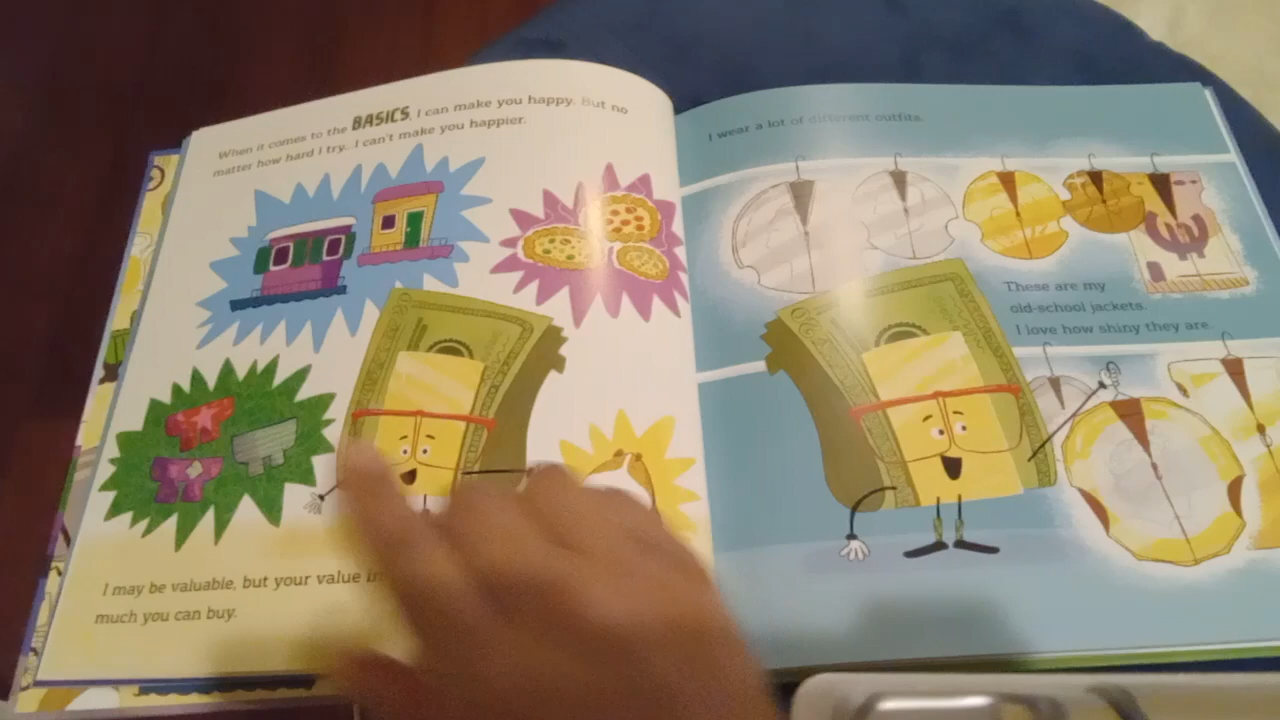 When it comes to the BASICS, I can make you happy. But no
matter how hard I try.. I can't make you happier.
I may be valuable, but your value
much you can buy.
I wear a lot of different outfits.
These are my
old-school jackets.
I love how shiny they are.